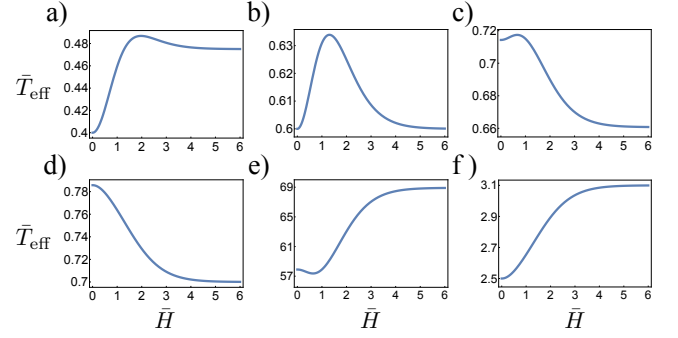 a) b) c)
0.48 0.63 0.72
0.46 0.62 0.70
T̄eff 0.44 0.61 0.68
0.42
0.4 0.6 0.66
0 1 2 3 4 5 6 0 1 2 3 4 5 6 0 1 2 3 4 5 6
d) e) f)
0.78 69 3.1
0.76 65 2.9
T̄eff 0.74 61 2.7
0.72
0.7 57 2.5
0 1 2 3 4 5 6 0 1 2 3 4 5 6 0 1 2 3 4 5 6
H̄ H̄ H̄